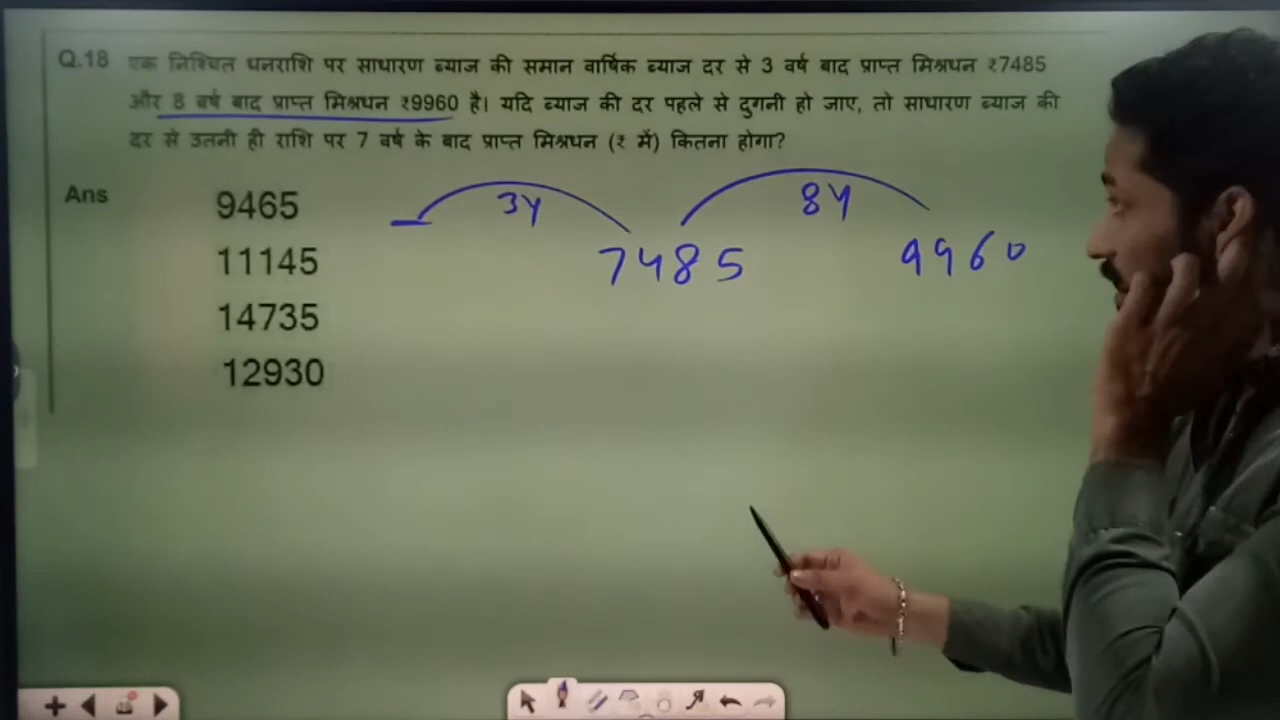 Q.18 एक निश्चित धनराशि पर साधारण ब्याज की समान वार्षिक ब्याज दर से 3 वर्ष बाद प्राप्त मिश्रधन ₹7485
और 8 वर्ष बाद प्राप्त मिश्रधन ₹9960 है। यदि ब्याज की दर पहले से दुगनी हो जाए, तो साधारण ब्याज की
दर से उतनी ही राशि पर 7 वर्ष के बाद प्राप्त मिश्रधन (₹ में) कितना होगा?
Ans 9465
11145
14735
12930
3y 8y
7485 9960